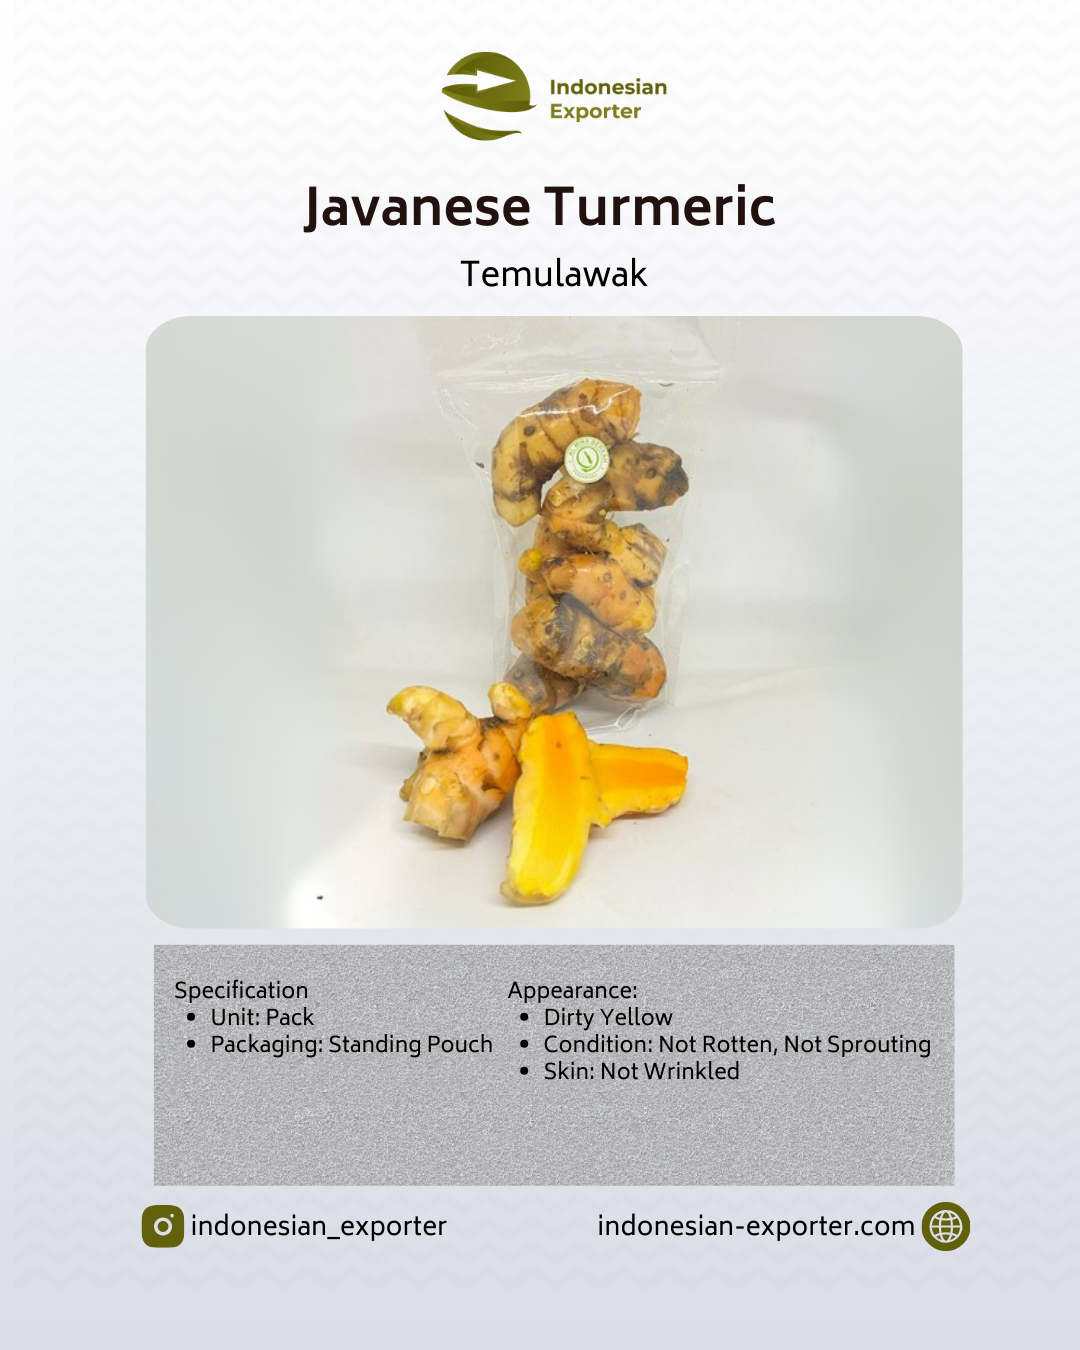 Indonesian
Exporter
Javanese Turmeric
Temulawak
Specification
• Unit: Pack
• Packaging: Standing Pouch
Appearance:
• Dirty Yellow
• Condition: Not Rotten, Not Sprouting
• Skin: Not Wrinkled
indonesian_exporter
indonesian-exporter.com